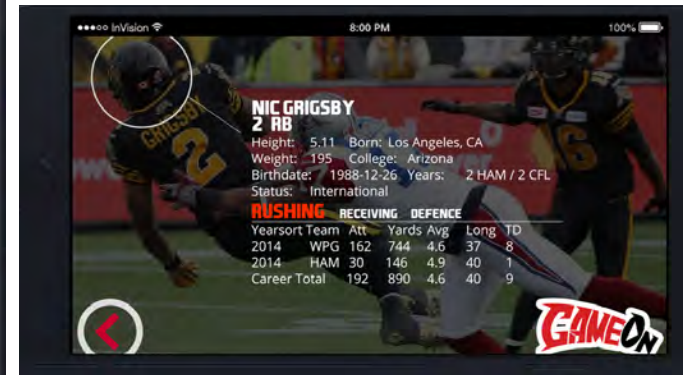 ●●●○○ InVision 8:00 PM 100%
GRIGSBY
2
16
NIC GRIGSBY
2 RB
Height: 5.11 Born: Los Angeles, CA
Weight: 195 College: Arizona
Birthdate: 1988-12-26 Years: 2 HAM / 2 CFL
Status: International
RUSHING RECEIVING DEFENCE
Yearsort Team Att Yards Avg Long TD
2014 WPG 162 744 4.6 37 8
2014 HAM 30 146 4.9 40 1
Career Total 192 890 4.6 40 9
GAMEON